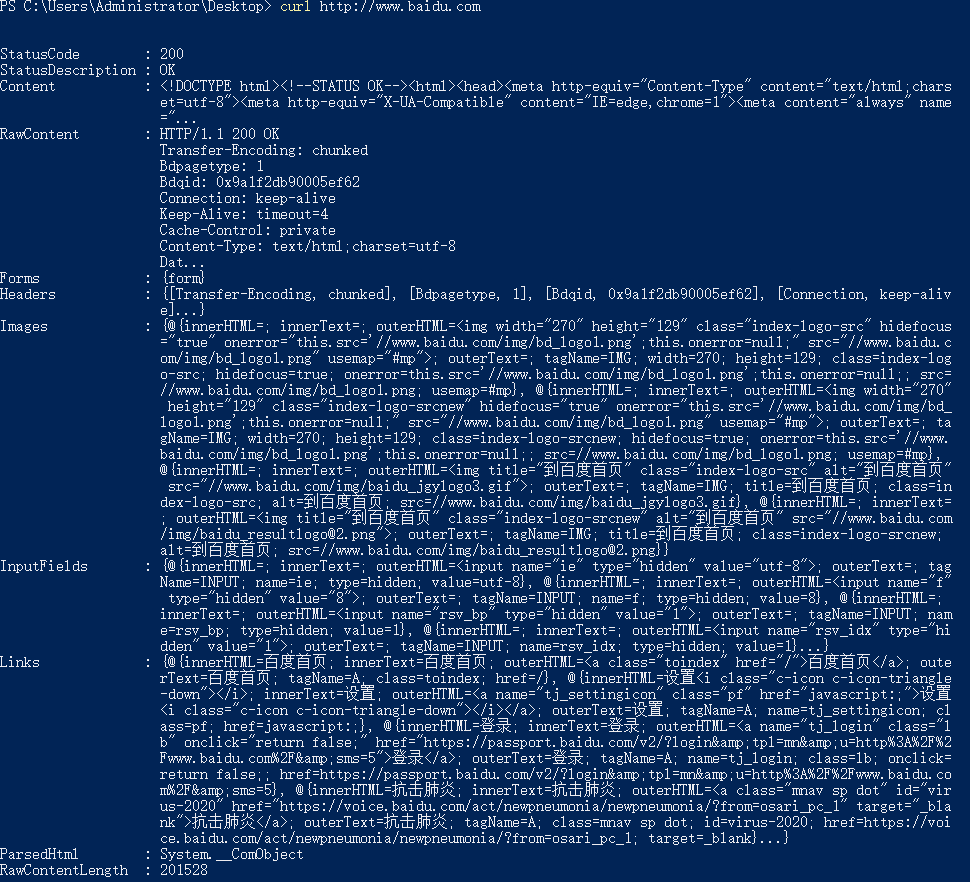 PS C:\Users\Administrator\Desktop> curl http://www.baidu.com
StatusCode        : 200
StatusDescription : OK
Content           : <!DOCTYPE html><!--STATUS OK--><html><head><meta http-equiv="Content-Type" content="text/html;chars
                    et=utf-8"><meta http-equiv="X-UA-Compatible" content="IE=edge,chrome=1"><meta content="always" name
                    ="...
RawContent        : HTTP/1.1 200 OK
                    Transfer-Encoding: chunked
                    Bdpagetype: 1
                    Bdqid: 0x9a1f2db90005ef62
                    Connection: keep-alive
                    Keep-Alive: timeout=4
                    Cache-Control: private
                    Content-Type: text/html;charset=utf-8
                    Dat...
Forms             : {form}
Headers           : {[Transfer-Encoding, chunked], [Bdpagetype, 1], [Bdqid, 0x9a1f2db90005ef62], [Connection, keep-aliv
                    e]...}
Images            : {@{innerHTML=; innerText=; outerHTML=<img width="270" height="129" class="index-logo-src" hidefocus
                    ="true" onerror="this.src='//www.baidu.com/img/bd_logo1.png';this.onerror=null;" src="//www.baidu.c
                    om/img/bd_logo1.png" usemap="#mp">; outerText=; tagName=IMG; width=270; height=129; class=index-log
                    o-src; hidefocus=true; onerror=this.src='//www.baidu.com/img/bd_logo1.png';this.onerror=null;; src=
                    //www.baidu.com/img/bd_logo1.png; usemap=#mp}, @{innerHTML=; innerText=; outerHTML=<img width="270"
                     height="129" class="index-logo-srcnew" hidefocus="true" onerror="this.src='//www.baidu.com/img/bd_
                    logo1.png';this.onerror=null;" src="//www.baidu.com/img/bd_logo1.png" usemap="#mp">; outerText=; ta
                    gName=IMG; width=270; height=129; class=index-logo-srcnew; hidefocus=true; onerror=this.src='//www.
                    baidu.com/img/bd_logo1.png';this.onerror=null;; src=//www.baidu.com/img/bd_logo1.png; usemap=#mp},
                    @{innerHTML=; innerText=; outerHTML=<img title="到百度首页" class="index-logo-src" alt="到百度首页"
                     src="//www.baidu.com/img/baidu_jgylogo3.gif">; outerText=; tagName=IMG; title=到百度首页; class=in
                    dex-logo-src; alt=到百度首页; src=//www.baidu.com/img/baidu_jgylogo3.gif}, @{innerHTML=; innerText=
                    ; outerHTML=<img title="到百度首页" class="index-logo-srcnew" alt="到百度首页" src="//www.baidu.com
                    /img/baidu_resultlogo@2.png">; outerText=; tagName=IMG; title=到百度首页; class=index-logo-srcnew;
                    alt=到百度首页; src=//www.baidu.com/img/baidu_resultlogo@2.png}}
InputFields       : {@{innerHTML=; innerText=; outerHTML=<input name="ie" type="hidden" value="utf-8">; outerText=; tag
                    Name=INPUT; name=ie; type=hidden; value=utf-8}, @{innerHTML=; innerText=; outerHTML=<input name="f"
                     type="hidden" value="8">; outerText=; tagName=INPUT; name=f; type=hidden; value=8}, @{innerHTML=;
                    innerText=; outerHTML=<input name="rsv_bp" type="hidden" value="1">; outerText=; tagName=INPUT; na
                    me=rsv_bp; type=hidden; value=1}, @{innerHTML=; innerText=; outerHTML=<input name="rsv_idx" type="hi
                    dden" value="1">; outerText=; tagName=INPUT; name=rsv_idx; type=hidden; value=1}...}
Links             : {@{innerHTML=百度首页; innerText=百度首页; outerHTML=<a class="toindex" href="/">百度首页</a>; oute
                    rText=百度首页; tagName=A; class=toindex; href=/}, @{innerHTML=设置<i class="c-icon c-icon-triangle
                    -down"></i>; innerText=设置; outerHTML=<a name="tj_settingicon" class="pf" href="javascript:;">设置
                    <i class="c-icon c-icon-triangle-down"></i></a>; outerText=设置; tagName=A; name=tj_settingicon; 
                    class=pf; href=javascript:;}, @{innerHTML=登录; innerText=登录; outerHTML=<a name="tj_login" class="l
                    b" onclick="return false;" href="https://passport.baidu.com/v2/?login&amp;tpl=mn&amp;u=http%3A%2F%2
                    Fwww.baidu.com%2F&amp;sms=5">登录</a>; outerText=登录; tagName=A; name=tj_login; class=lb; onclick=
                    return false;; href=https://passport.baidu.com/v2/?login&amp;tpl=mn&amp;u=http%3A%2F%2Fwww.baidu.co
                    m%2F&amp;sms=5}, @{innerHTML=抗击肺炎; innerText=抗击肺炎; outerHTML=<a class="mnav sp dot" id="vir
                    us-2020" href="https://voice.baidu.com/act/newpneumonia/newpneumonia/?from=osari_pc_1" target="_bla
                    nk">抗击肺炎</a>; outerText=抗击肺炎; tagName=A; class=mnav sp dot; id=virus-2020; href=https://voi
                    ce.baidu.com/act/newpneumonia/newpneumonia/?from=osari_pc_1; target=_blank}...}
ParsedHtml        : System.__ComObject
RawContentLength  : 201528